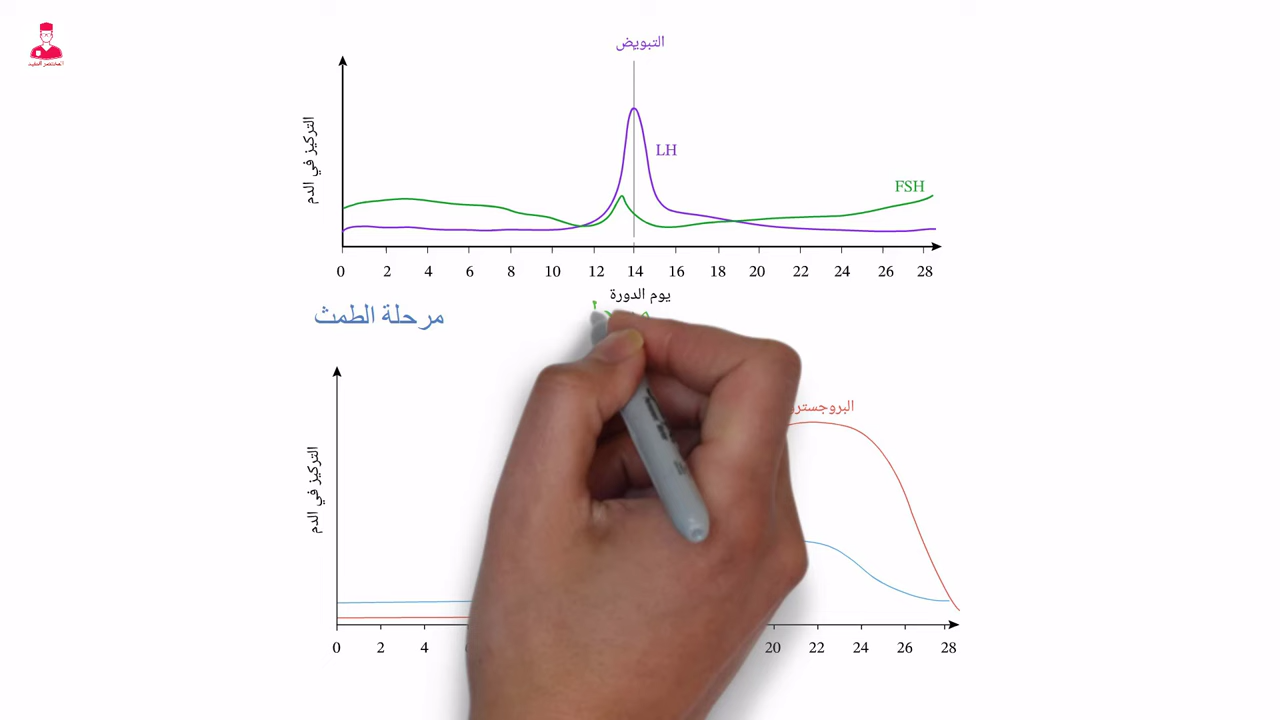 التبويض
التركيز في الدم
LH
FSH
0 2 4 6 8 10 12 14 16 18 20 22 24 26 28
يوم الدورة
مرحلة الطمث
التركيز في الدم
0 2 4 20 22 24 26 28